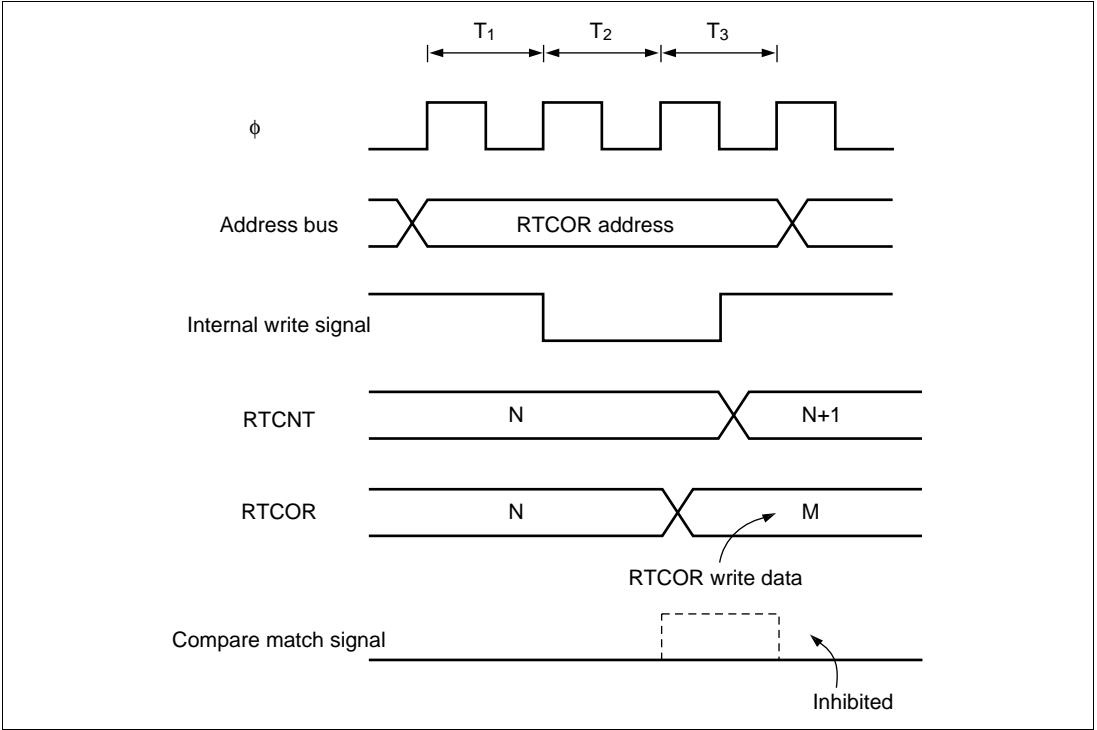 T1 T2 T3
ϕ
Address bus RTCOR address
Internal write signal
RTCNT N N+1
RTCOR N M
RTCOR write data
Compare match signal
Inhibited